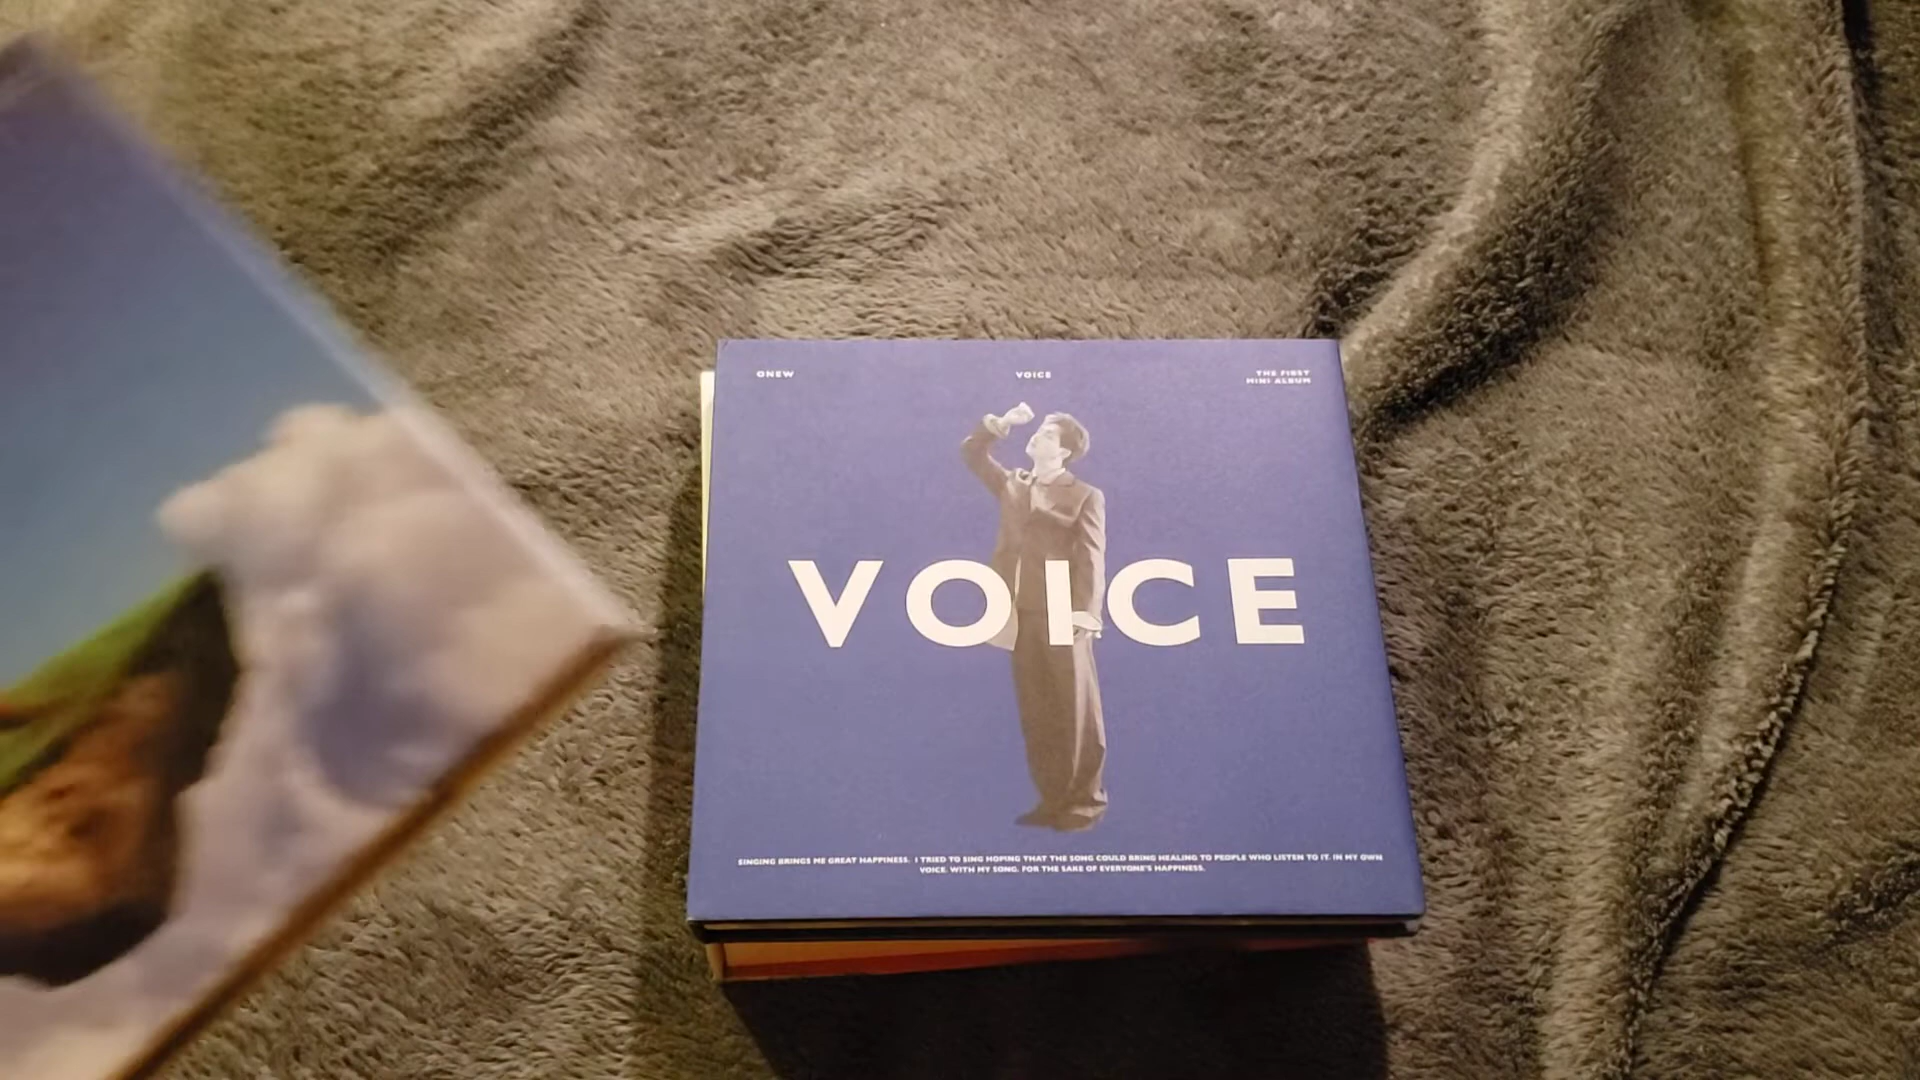 ONEW
VOICE
THE FIRST
MINI ALBUM
VOICE
SINGING BRINGS ME GREAT HAPPINESS. I TRIED TO SING HOPING THAT THE SONG COULD BRING HEALING TO PEOPLE WHO LISTEN TO IT. IN MY OWN
VOICE. WITH MY SONG. FOR THE SAKE OF EVERYONE'S HAPPINESS.